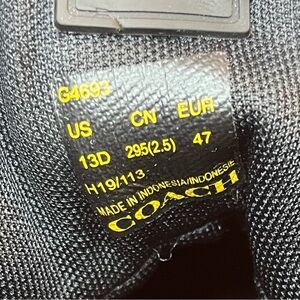 G4693
US CN EUR
13D 295(2.5) 47
H19/113
MADE IN INDONESIA/INDONESIE
COACH